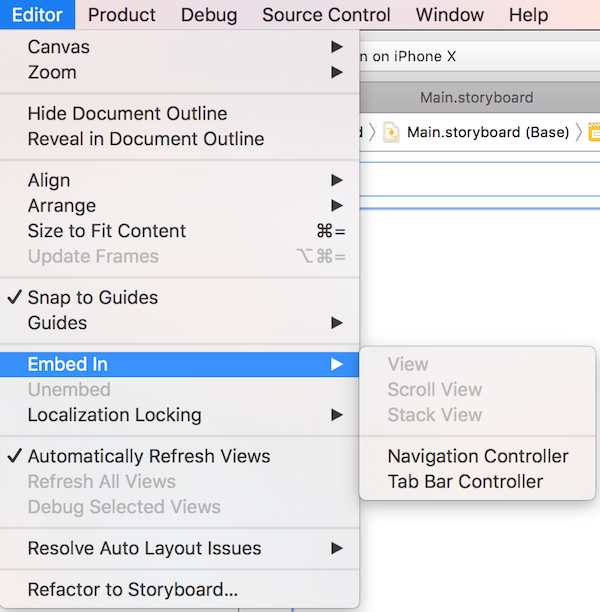 Editor Product Debug Source Control Window Help
Canvas
n on iPhone X
Zoom
Main.storyboard
Hide Document Outline
Main.storyboard (Base)
Reveal in Document Outline
Align
Arrange
Size to Fit Content ⌘=
Update Frames ⌥⌘=
✓ Snap to Guides
Guides
Embed In
View
Unembed
Scroll View
Localization Locking
Stack View
✓ Automatically Refresh Views
Navigation Controller
Refresh All Views
Tab Bar Controller
Debug Selected Views
Resolve Auto Layout Issues
Refactor to Storyboard...